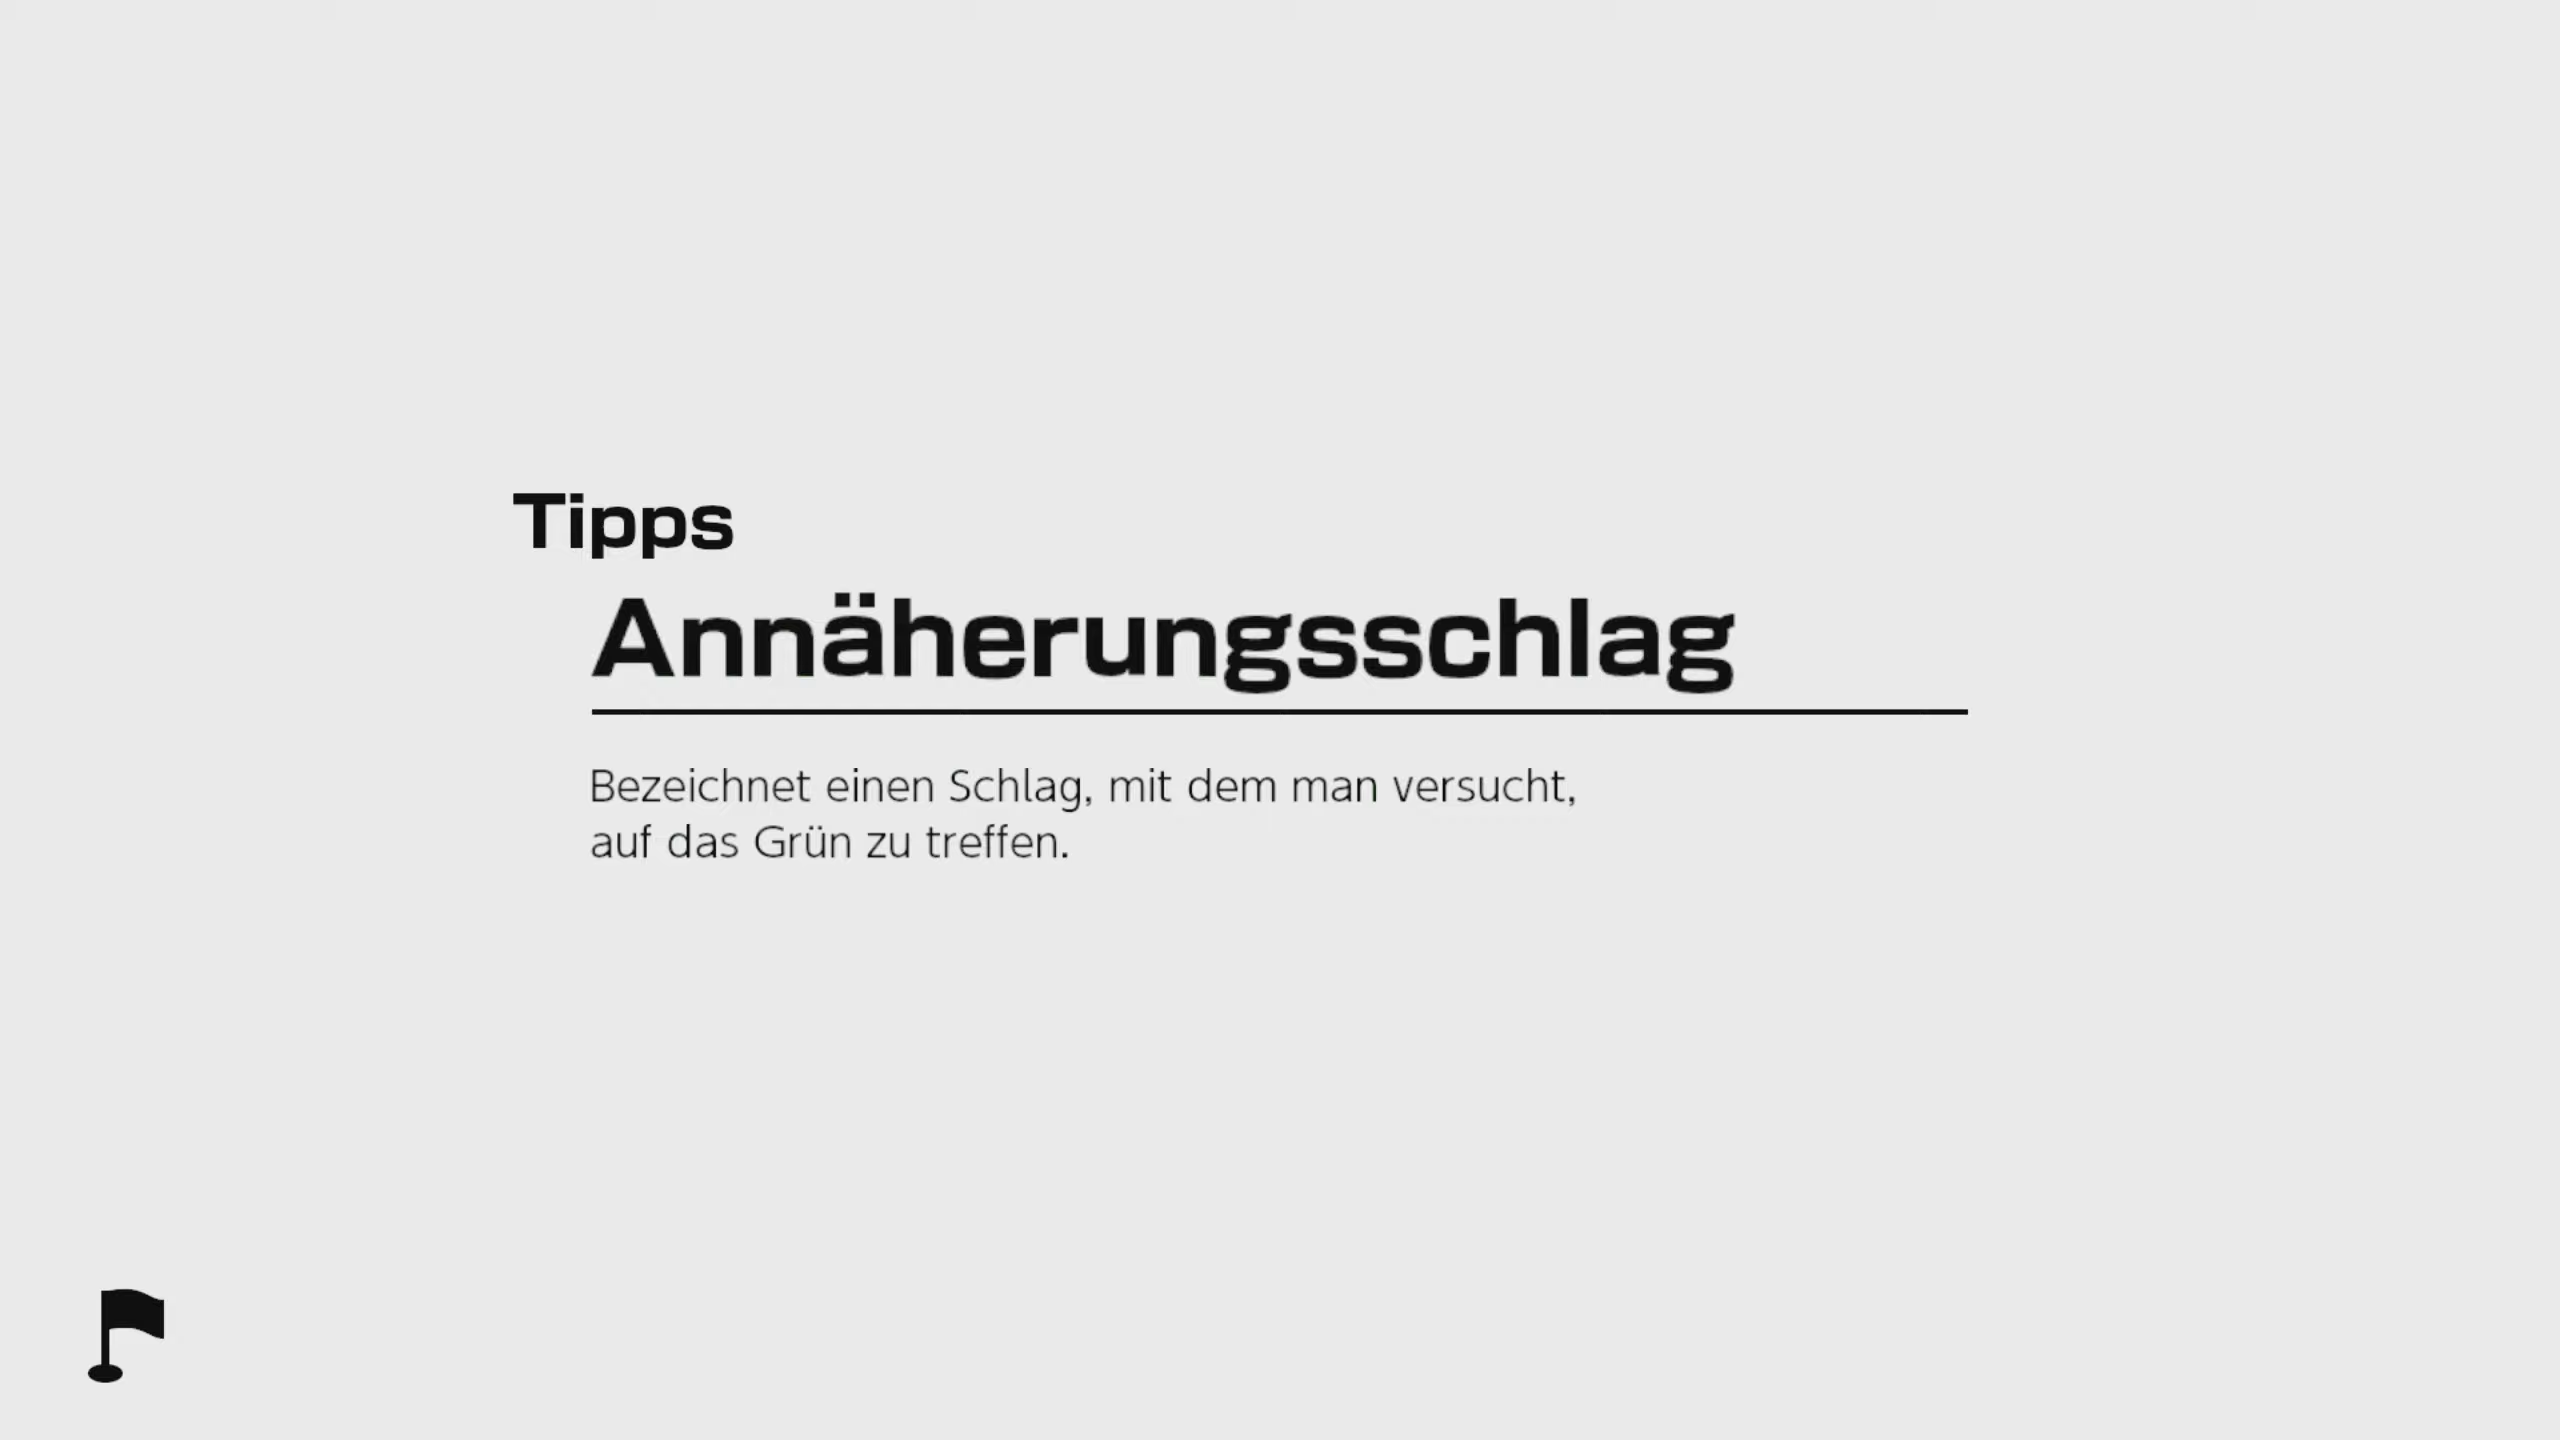 Tipps
Annäherungsschlag
Bezeichnet einen Schlag, mit dem man versucht,
auf das Grün zu treffen.